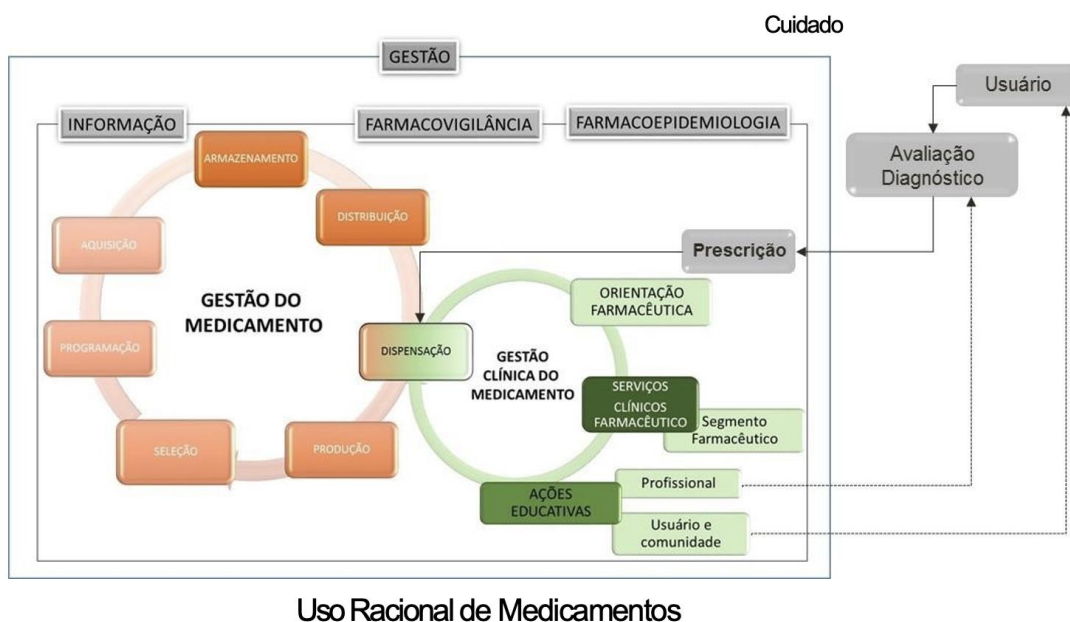 Cuidado
GESTÃO
Usuário
INFORMAÇÃO
FARMACOVIGILÂNCIA
FARMACOEPIDEMIOLOGIA
ARMAZENAMENTO
Avaliação
Diagnóstico
DISTRIBUIÇÃO
AQUISIÇÃO
Prescrição
ORIENTAÇÃO
FARMACÊUTICA
GESTÃO DO
MEDICAMENTO
PROGRAMAÇÃO
DISPENSAÇÃO
GESTÃO
CLÍNICA DO
MEDICAMENTO
SERVIÇOS
CLÍNICOS
FARMACÊUTICO
Segmento
Farmacêutico
SELEÇÃO
PRODUÇÃO
AÇÕES
EDUCATIVAS
Profissional
Usuário e
comunidade
Uso Racional de Medicamentos